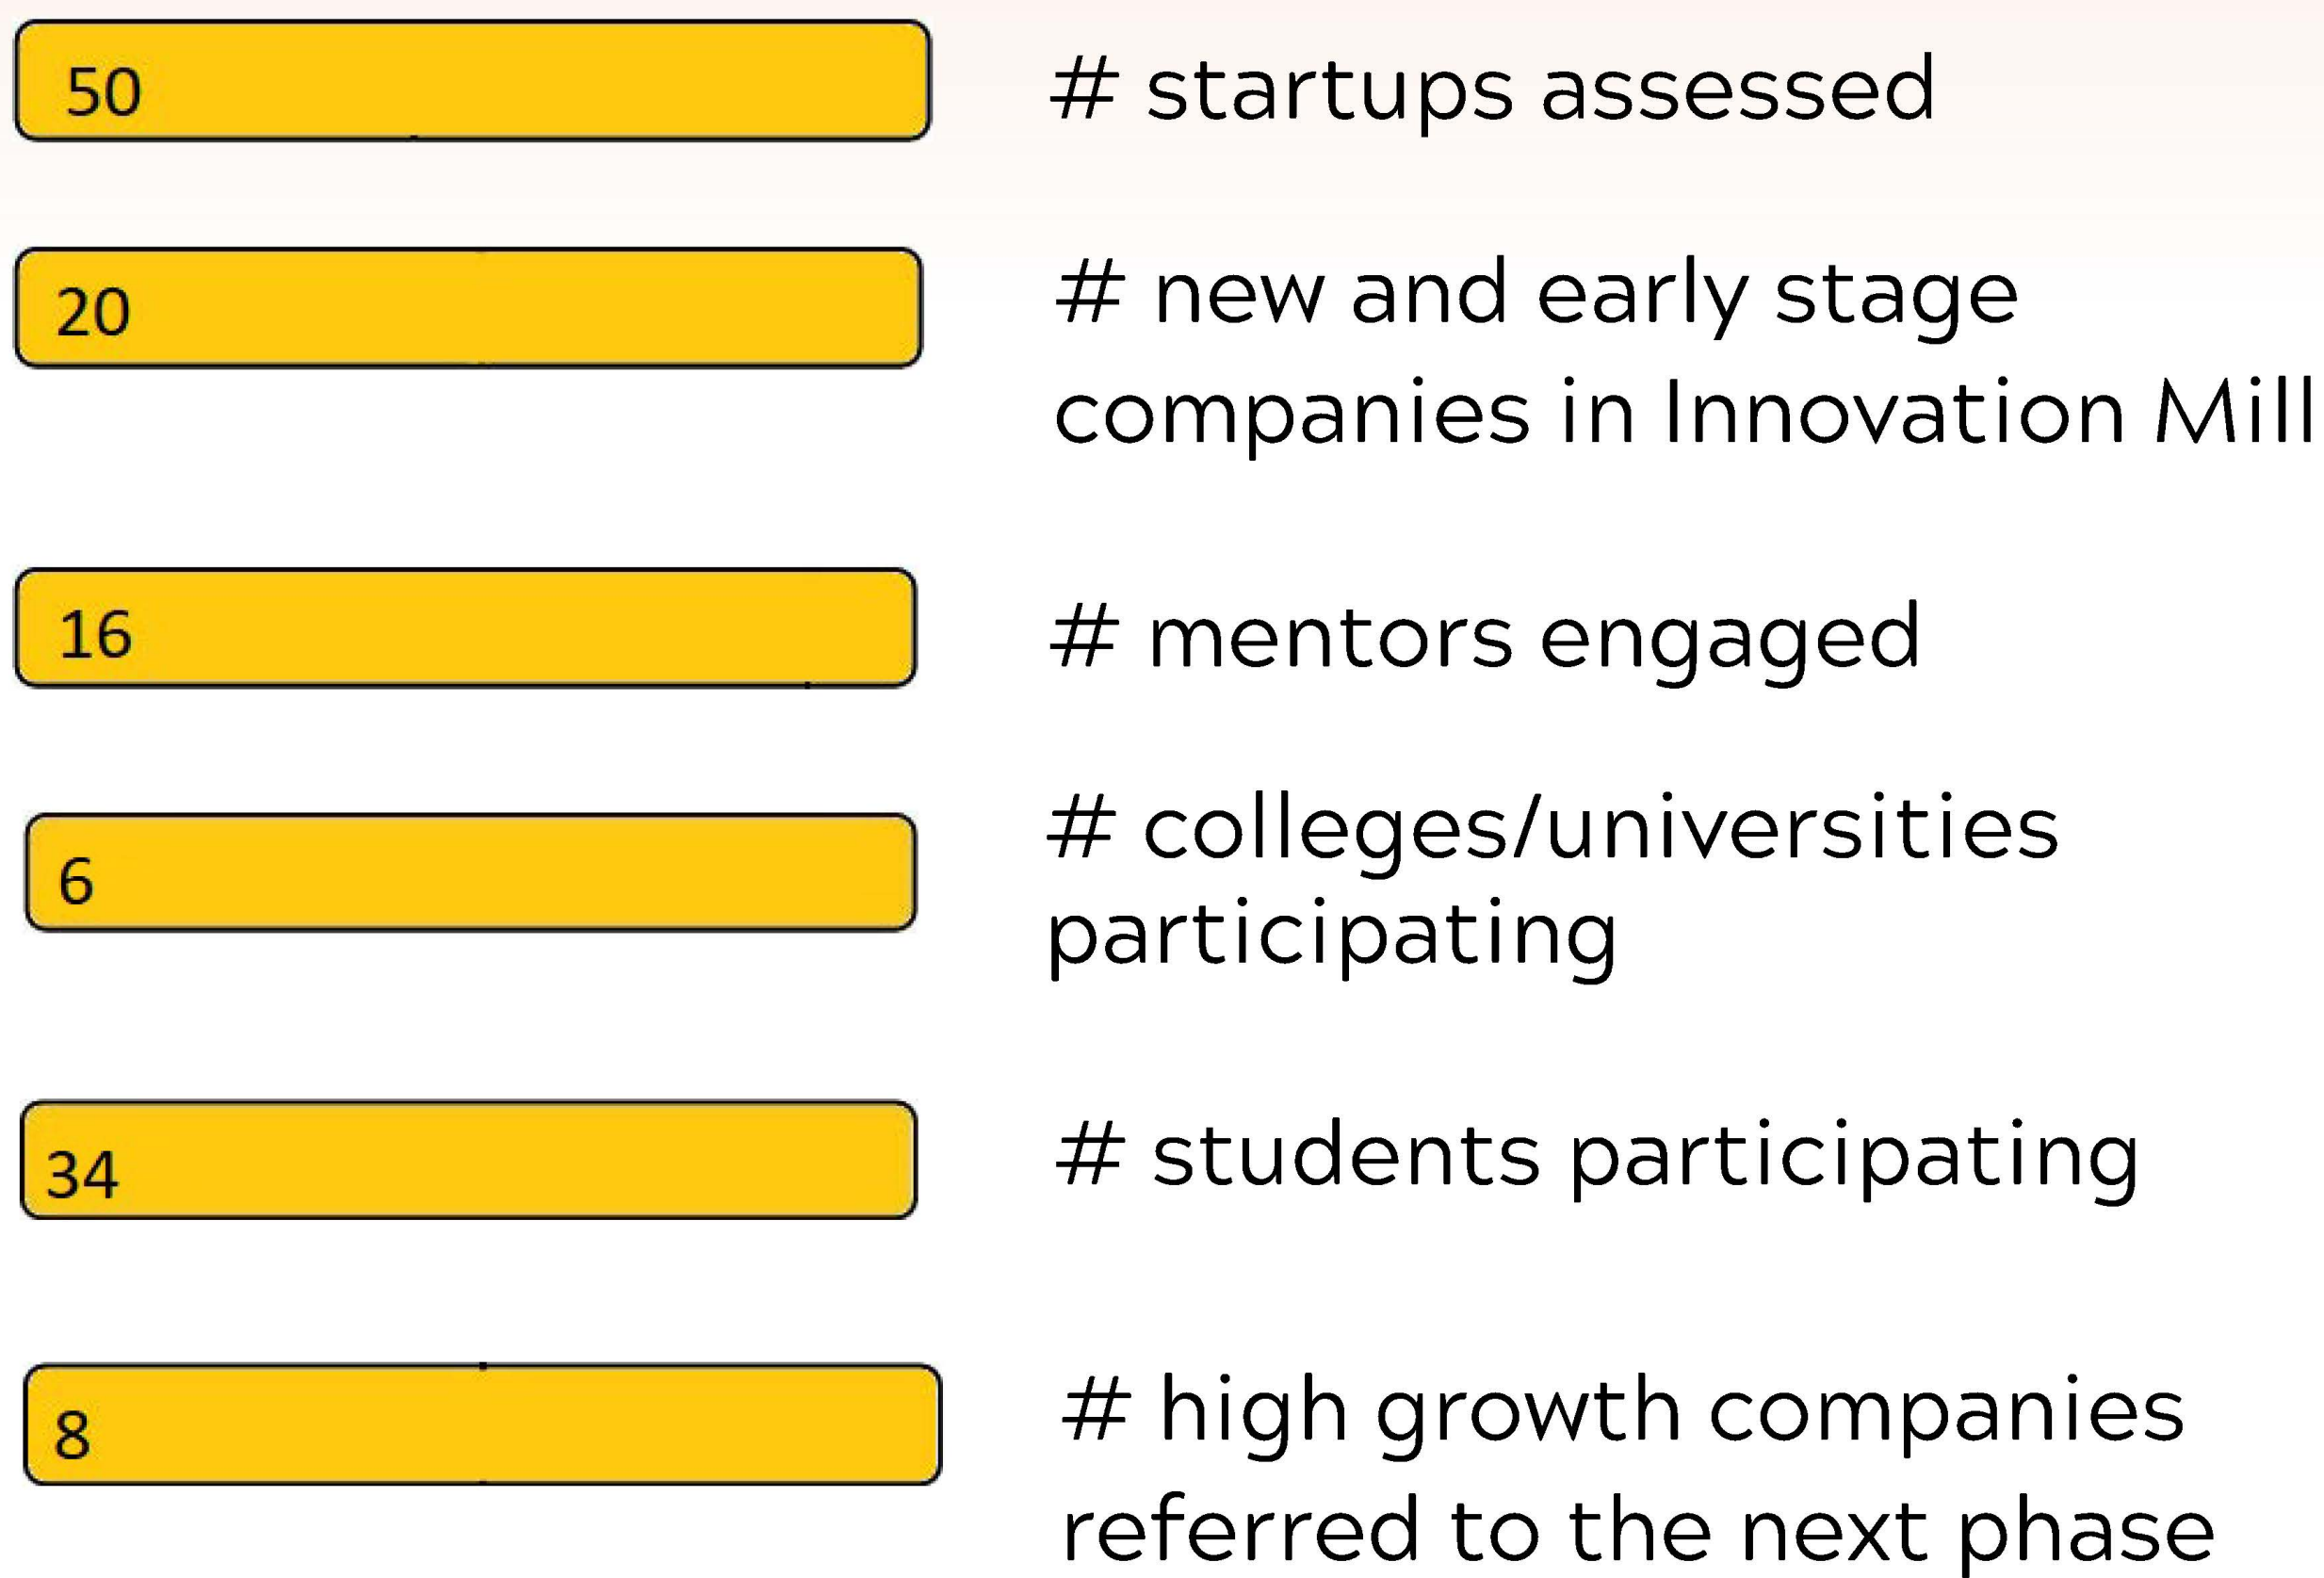 50 # startups assessed
20 # new and early stage
companies in Innovation Mill
16 # mentors engaged
6 # colleges/universities
participating
34 # students participating
8 # high growth companies
referred to the next phase